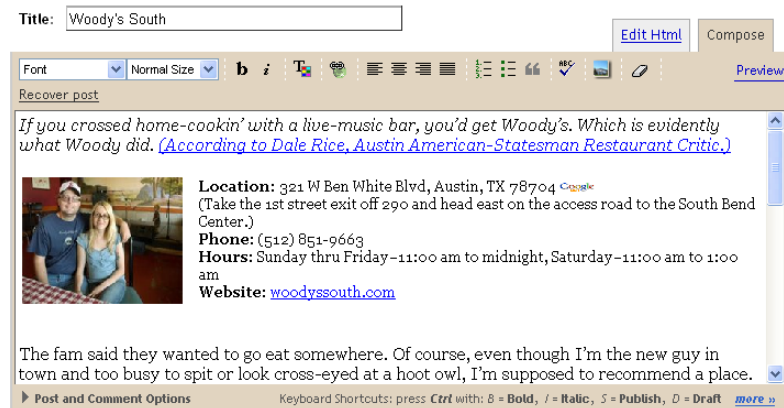 Title: Woody's South
Edit Html Compose
Font Normal Size b i ABC Preview
Recover post
If you crossed home-cookin' with a live-music bar, you'd get Woody's. Which is evidently
what Woody did. (According to Dale Rice, Austin American-Statesman Restaurant Critic.)
Location: 321 W Ben White Blvd, Austin, TX 78704 Google
(Take the 1st street exit off 290 and head east on the access road to the South Bend
Center.)
Phone: (512) 851-9663
Hours: Sunday thru Friday–11:00 am to midnight, Saturday–11:00 am to 1:00
am
Website: woodyssouth.com
The fam said they wanted to go eat somewhere. Of course, even though I'm the new guy in
town and too busy to spit or look cross-eyed at a hoot owl, I'm supposed to recommend a place.
Post and Comment Options Keyboard Shortcuts: press Ctrl with: B = Bold, I = Italic, S = Publish, D = Draft more »